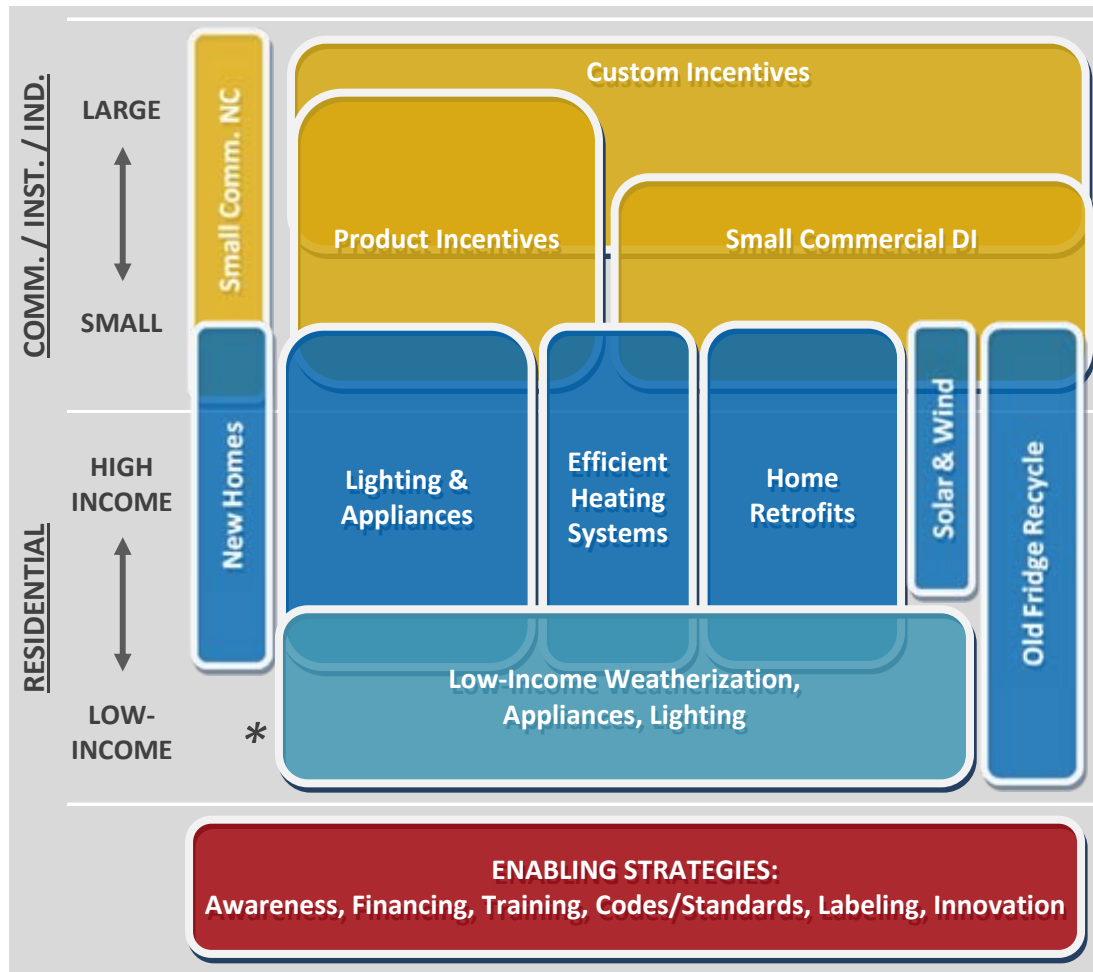 COMM. / INST. / IND.
LARGE
SMALL
Small Comm. NC
Custom Incentives
Product Incentives
Small Commercial DI
RESIDENTIAL
HIGH
INCOME
LOW-
INCOME
*
New Homes
Lighting &
Appliances
Efficient
Heating
Systems
Home
Retrofits
Solar & Wind
Old Fridge Recycle
Low-Income Weatherization,
Appliances, Lighting
ENABLING STRATEGIES:
Awareness, Financing, Training, Codes/Standards, Labeling, Innovation